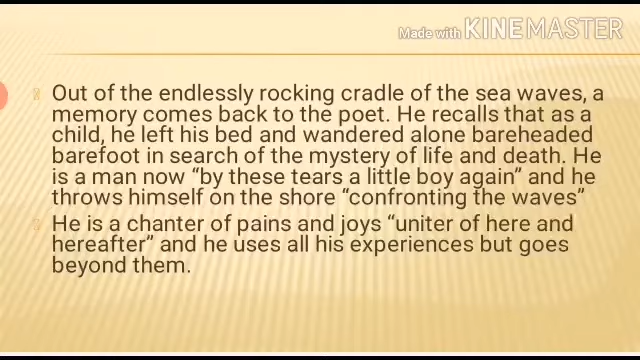 Made with KINEMASTER
Out of the endlessly rocking cradle of the sea waves, a
memory comes back to the poet. He recalls that as a
child, he left his bed and wandered alone bareheaded
barefoot in search of the mystery of life and death. He
is a man now “by these tears a little boy again” and he
throws himself on the shore “confronting the waves”
He is a chanter of pains and joys “uniter of here and
hereafter” and he uses all his experiences but goes
beyond them.